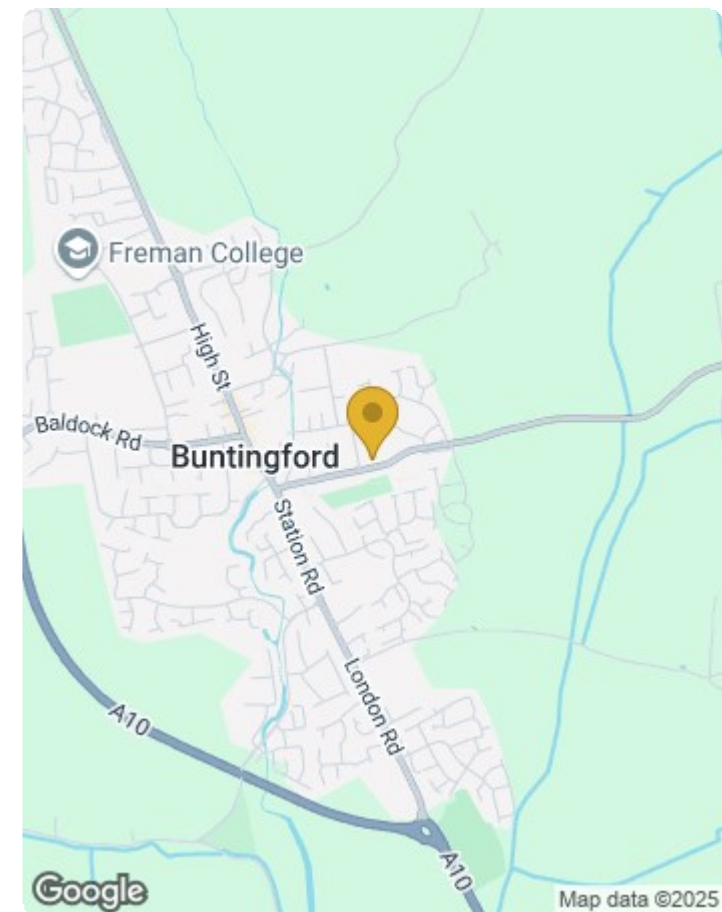 Freman College
High St
Baldock Rd
Buntingford
Station Rd
London Rd
A10
A10
Google
Map data ©2025